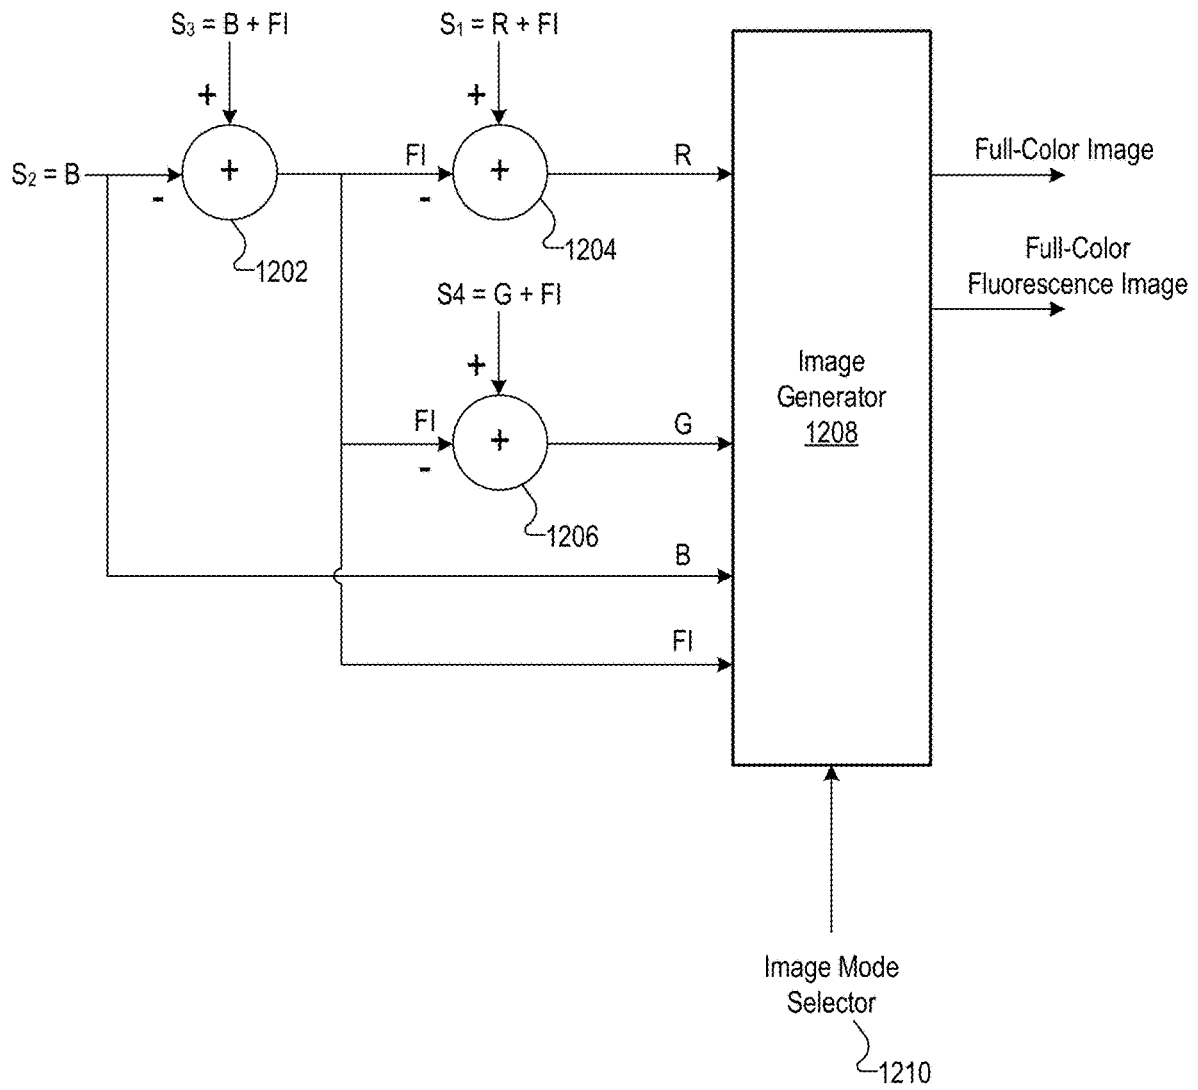 S₃ = B + FI
S₁ = R + FI
+
+
S₂ = B
-
+
FI
-
+
R
1202
1204
Full-Color Image
Full-Color
Fluorescence Image
S4 = G + FI
+
FI
-
+
G
1206
Image
Generator
1208
B
FI
Image Mode
Selector
1210